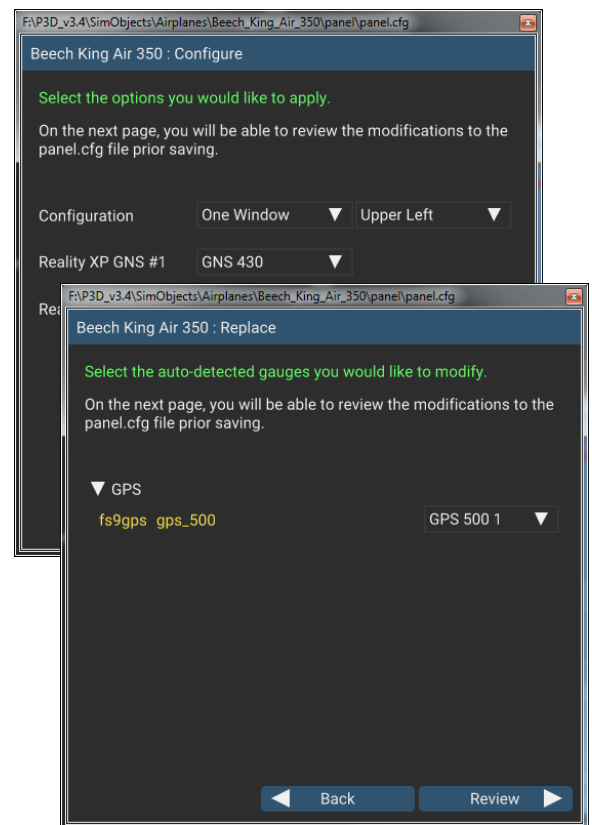 F:\P3D_v3.4\SimObjects\Airplanes\Beech_King_Air_350\panel\panel.cfg
Beech King Air 350 : Configure
Select the options you would like to apply.
On the next page, you will be able to review the modifications to the
panel.cfg file prior saving.
Configuration One Window Upper Left
Reality XP GNS #1 GNS 430
F:\P3D_v3.4\SimObjects\Airplanes\Beech_King_Air_350\panel\panel.cfg
Beech King Air 350 : Replace
Select the auto-detected gauges you would like to modify.
On the next page, you will be able to review the modifications to the
panel.cfg file prior saving.
GPS
fs9gps gps_500 GPS 500 1
Back Review